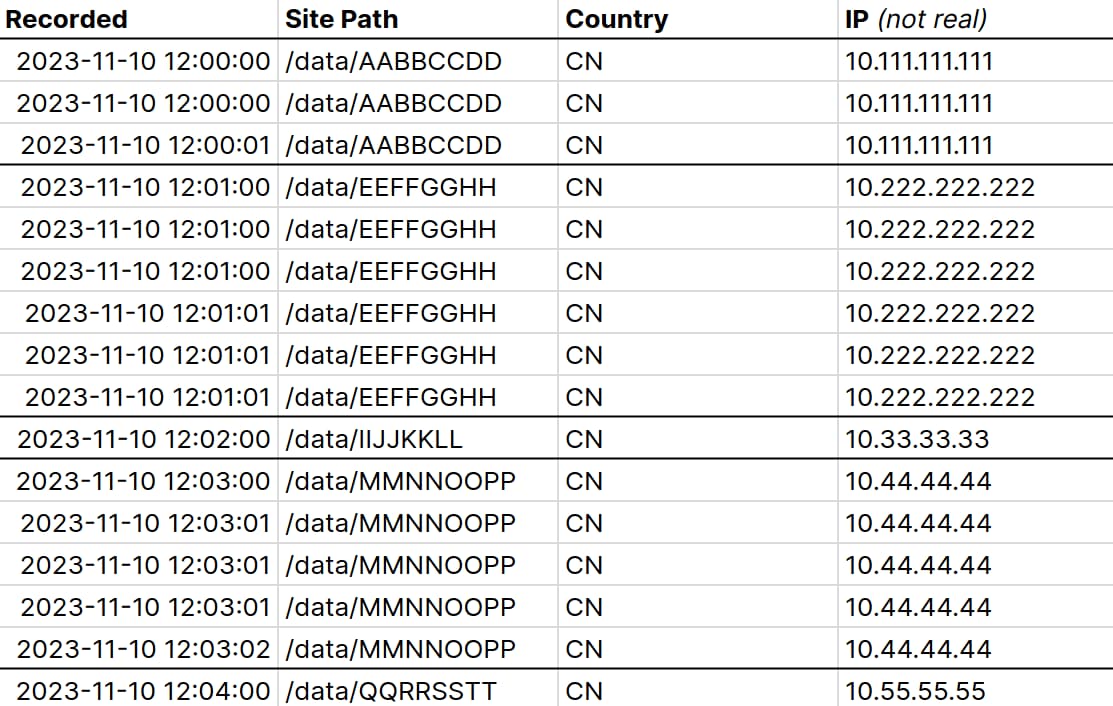 Recorded Site Path Country IP (not real)
2023-11-10 12:00:00 /data/AABBCCDD CN 10.111.111.111
2023-11-10 12:00:00 /data/AABBCCDD CN 10.111.111.111
2023-11-10 12:00:01 /data/AABBCCDD CN 10.111.111.111
2023-11-10 12:01:00 /data/EEFFGGHH CN 10.222.222.222
2023-11-10 12:01:00 /data/EEFFGGHH CN 10.222.222.222
2023-11-10 12:01:00 /data/EEFFGGHH CN 10.222.222.222
2023-11-10 12:01:01 /data/EEFFGGHH CN 10.222.222.222
2023-11-10 12:01:01 /data/EEFFGGHH CN 10.222.222.222
2023-11-10 12:01:01 /data/EEFFGGHH CN 10.222.222.222
2023-11-10 12:02:00 /data/IIJJKKLL CN 10.33.33.33
2023-11-10 12:03:00 /data/MMNNOOPP CN 10.44.44.44
2023-11-10 12:03:01 /data/MMNNOOPP CN 10.44.44.44
2023-11-10 12:03:01 /data/MMNNOOPP CN 10.44.44.44
2023-11-10 12:03:01 /data/MMNNOOPP CN 10.44.44.44
2023-11-10 12:03:02 /data/MMNNOOPP CN 10.44.44.44
2023-11-10 12:04:00 /data/QQRRSSTT CN 10.55.55.55